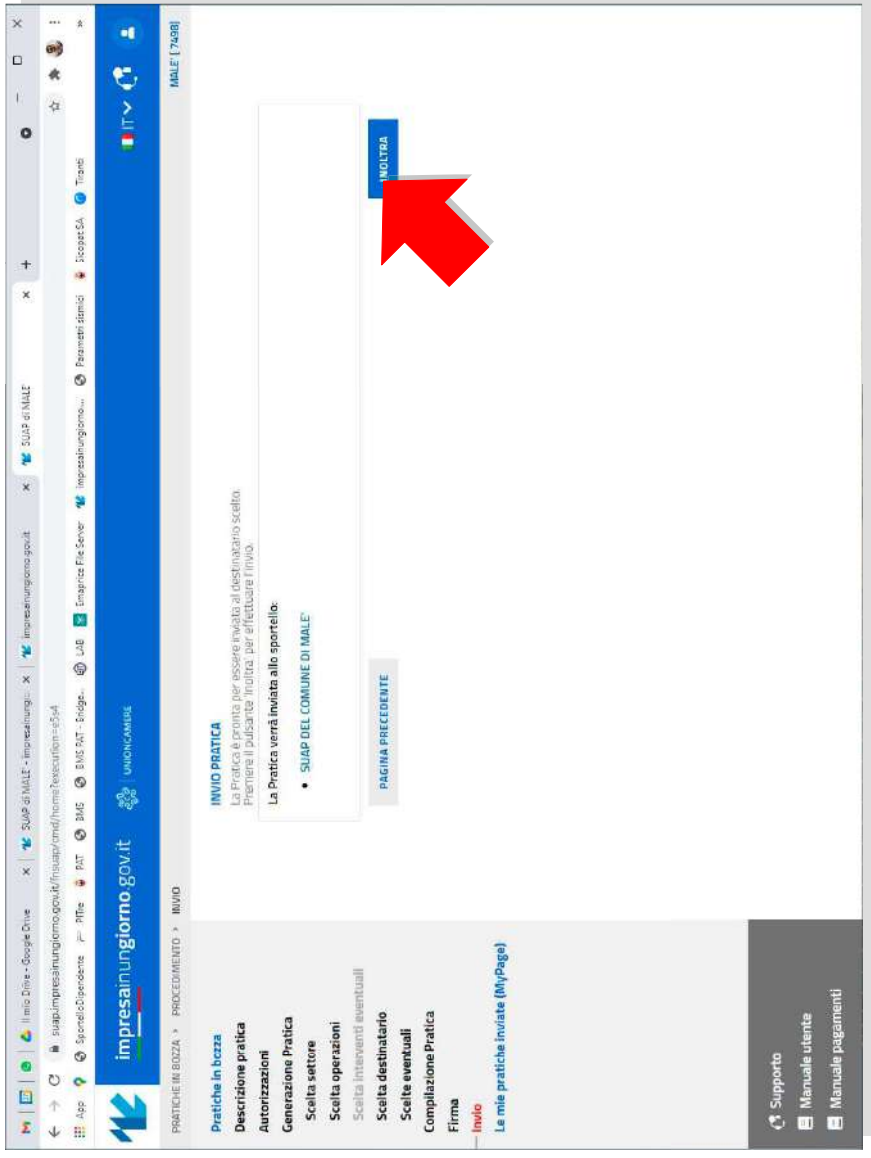 Il mio Drive - Google Drive
SUAP di MALE' - impresainung
impresainungiorno.gov.it
SUAP di MALE'
suap.impresainungiorno.gov.it/fnsuap/cmd/home?execution=e5s4
App
SportelloDipendente
PiTre
PAT
BMS
BMS PAT - Bridge...
LAB
Emaprice File Server
impresainungiorno....
Parametri sismici
Sicopat SA
Tiranti
impresainungiorno.gov.it
UNIONCAMERE
IT
PRATICHE IN BOZZA > PROCEDIMENTO > INVIO
MALE' [ 7498]
Pratiche in bozza
Descrizione pratica
Autorizzazioni
Generazione Pratica
Scelta settore
Scelta operazioni
Scelta interventi eventuali
Scelta destinatario
Scelte eventuali
Compilazione Pratica
Firma
Invio
Le mie pratiche inviate (MyPage)
INVIO PRATICA
La Pratica è pronta per essere inviata al destinatario scelto.
Premere il pulsante 'Inoltra' per effettuare l'invio.
La Pratica verrà inviata allo sportello:
• SUAP DEL COMUNE DI MALE'
PAGINA PRECEDENTE
INOLTRA
Supporto
Manuale utente
Manuale pagamenti